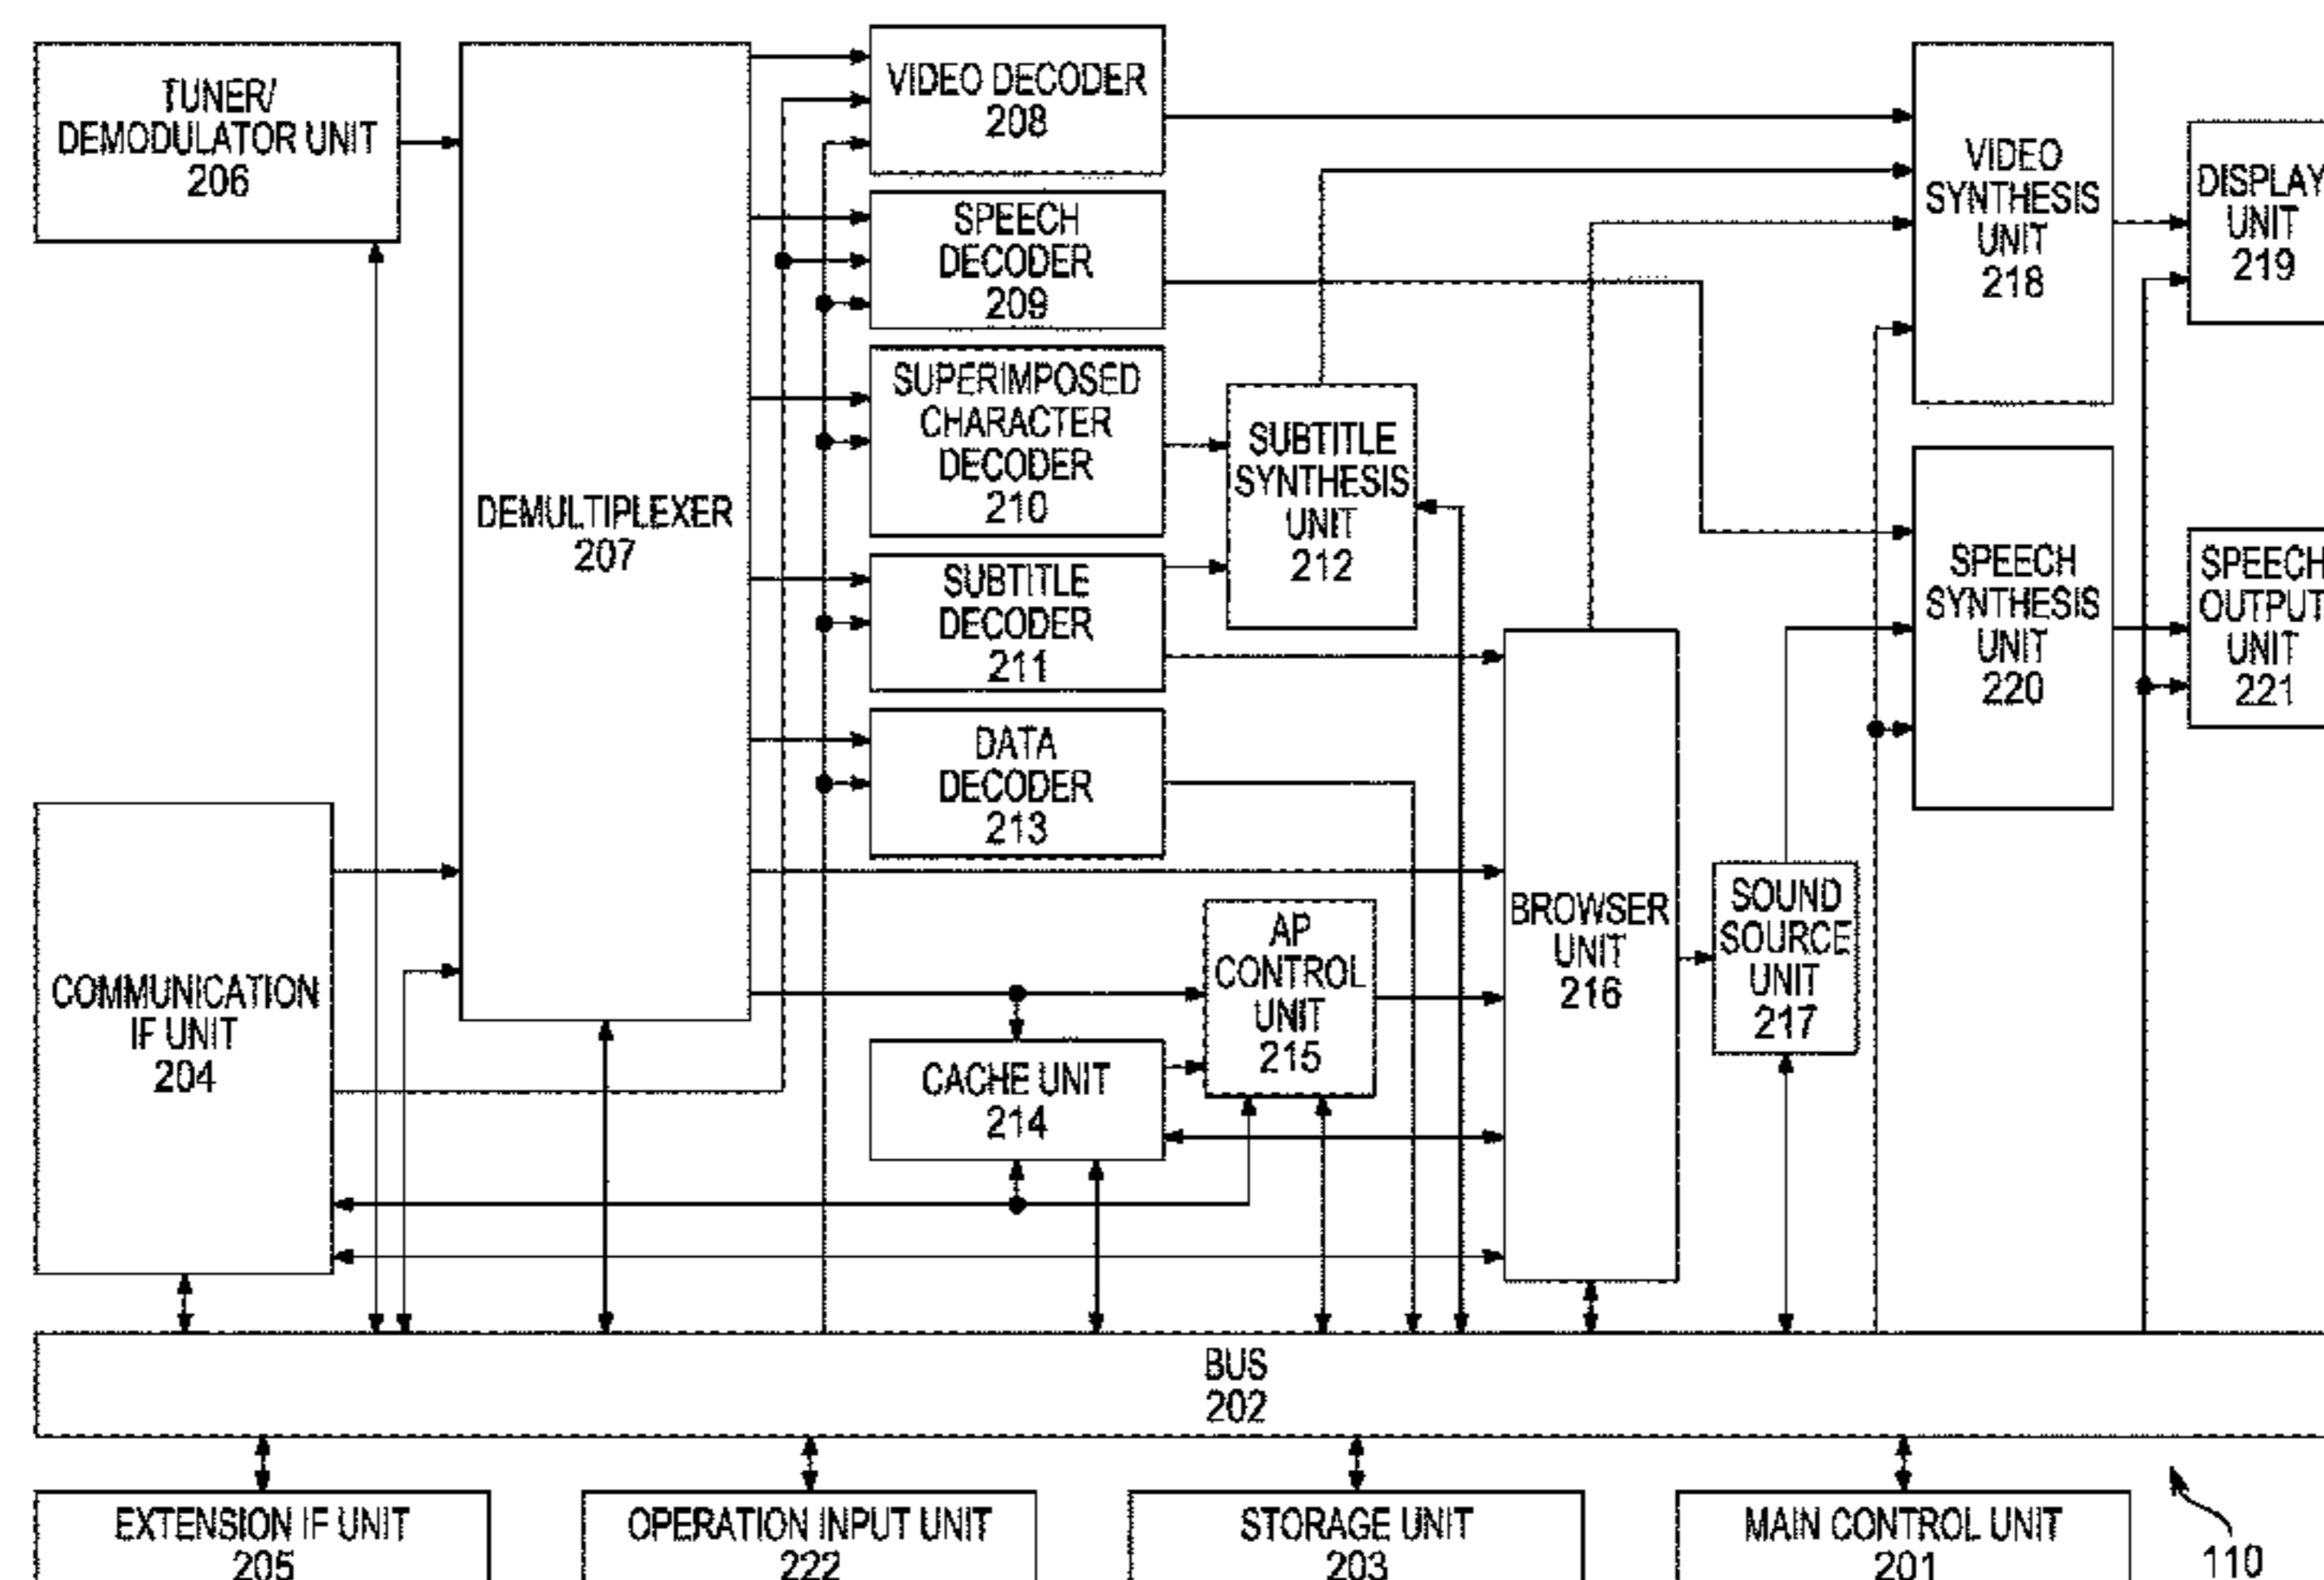 TUNER/
DEMODULATOR UNIT
206
DEMULTIPLEXER
207
VIDEO DECODER
208
SPEECH
DECODER
209
SUPERIMPOSED
CHARACTER
DECODER
210
SUBTITLE
DECODER
211
DATA
DECODER
213
SUBTITLE
SYNTHESIS
UNIT
212
VIDEO
SYNTHESIS
UNIT
218
DISPLAY
UNIT
219
SPEECH
SYNTHESIS
UNIT
220
SPEECH
OUTPUT
UNIT
221
COMMUNICATION
IF UNIT
204
CACHE UNIT
214
AP
CONTROL
UNIT
215
BROWSER
UNIT
216
SOUND
SOURCE
UNIT
217
BUS
202
EXTENSION IF UNIT
205
OPERATION INPUT UNIT
222
STORAGE UNIT
203
MAIN CONTROL UNIT
201
110